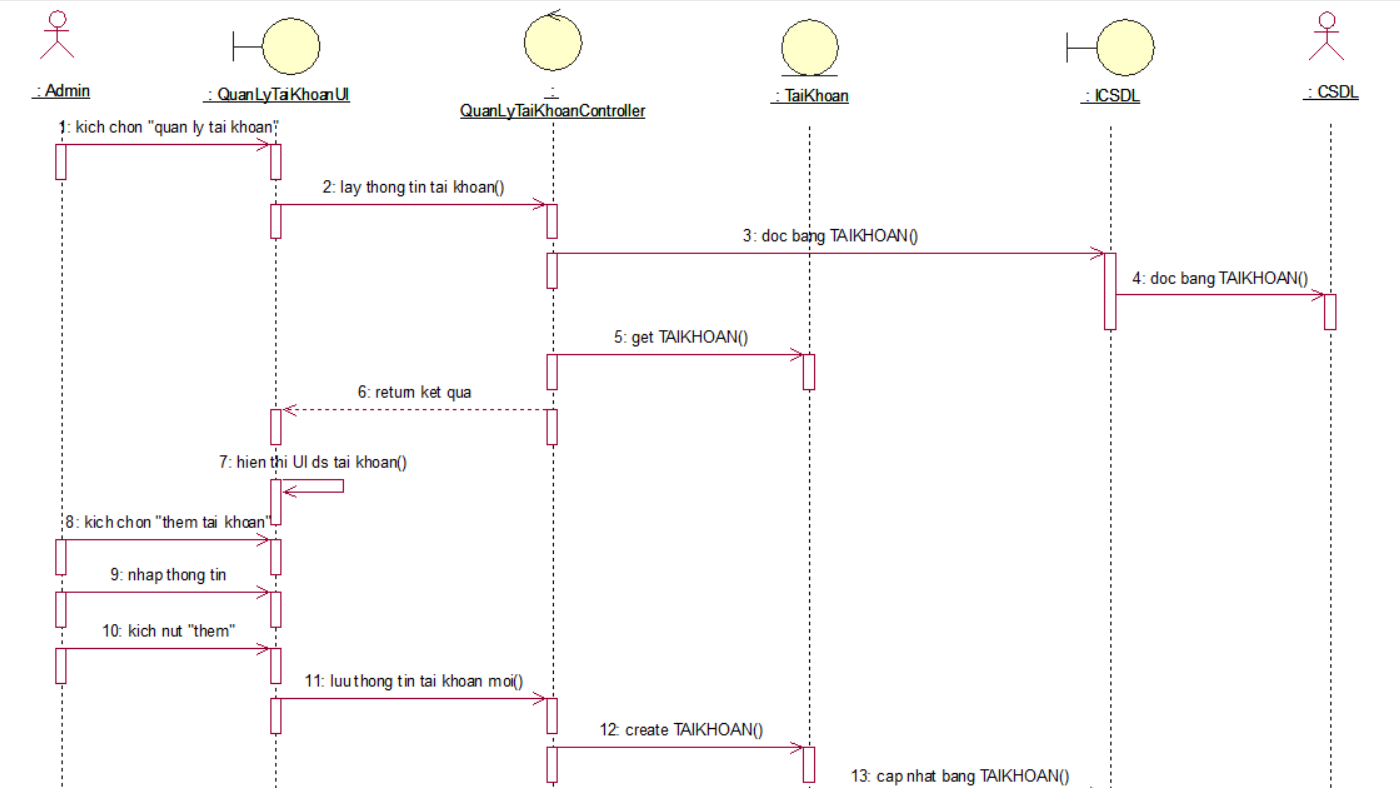 : Admin
: QuanLyTaiKhoanUI
:
QuanLyTaiKhoanController
: TaiKhoan
: ICSDL
: CSDL
1: kich chon "quan ly tai khoan"
2: lay thong tin tai khoan()
3: doc bang TAIKHOAN()
4: doc bang TAIKHOAN()
5: get TAIKHOAN()
6: return ket qua
7: hien thi UI ds tai khoan()
8: kich chon "them tai khoan"
9: nhap thong tin
10: kich nut "them"
11: luu thong tin tai khoan moi()
12: create TAIKHOAN()
13: cap nhat bang TAIKHOAN()